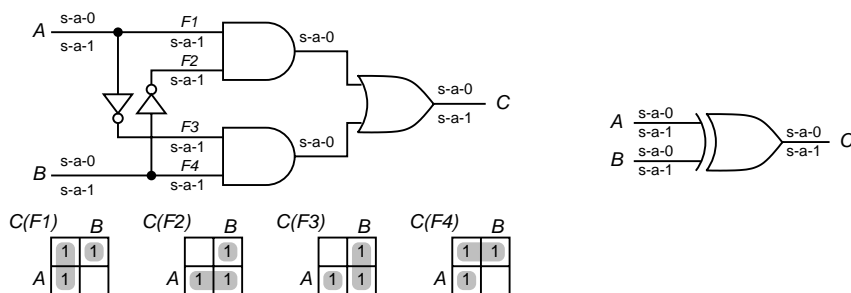 s-a-0 F1 s-a-0
A
s-a-1 s-a-1
F2
s-a-1
s-a-0
C
s-a-1
F3 s-a-0
s-a-1
s-a-0 F4
B
s-a-1 s-a-1
s-a-0
A
s-a-1
s-a-0
B
s-a-1
s-a-0
C
s-a-1
C(F1) B
1 1
A 1
C(F2) B
1
A 1 1
C(F3) B
1
A 1 1
C(F4) B
1 1
A 1